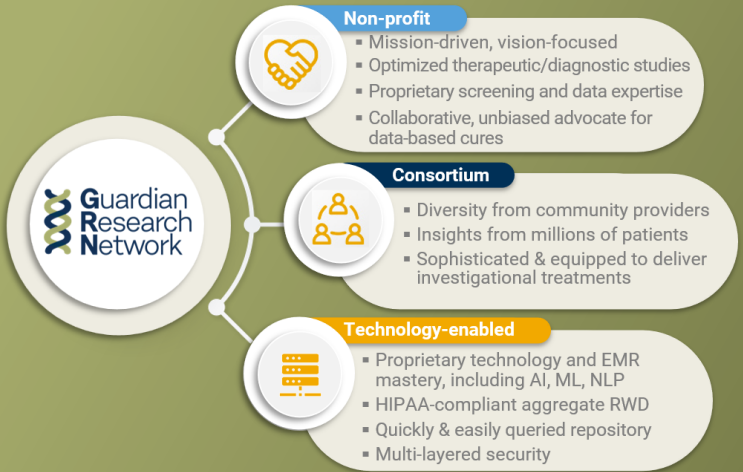 Guardian
Research
Network
Non-profit
▪ Mission-driven, vision-focused
▪ Optimized therapeutic/diagnostic studies
▪ Proprietary screening and data expertise
▪ Collaborative, unbiased advocate for
data-based cures
Consortium
▪ Diversity from community providers
▪ Insights from millions of patients
▪ Sophisticated & equipped to deliver
investigational treatments
Technology-enabled
▪ Proprietary technology and EMR
mastery, including AI, ML, NLP
▪ HIPAA-compliant aggregate RWD
▪ Quickly & easily queried repository
▪ Multi-layered security